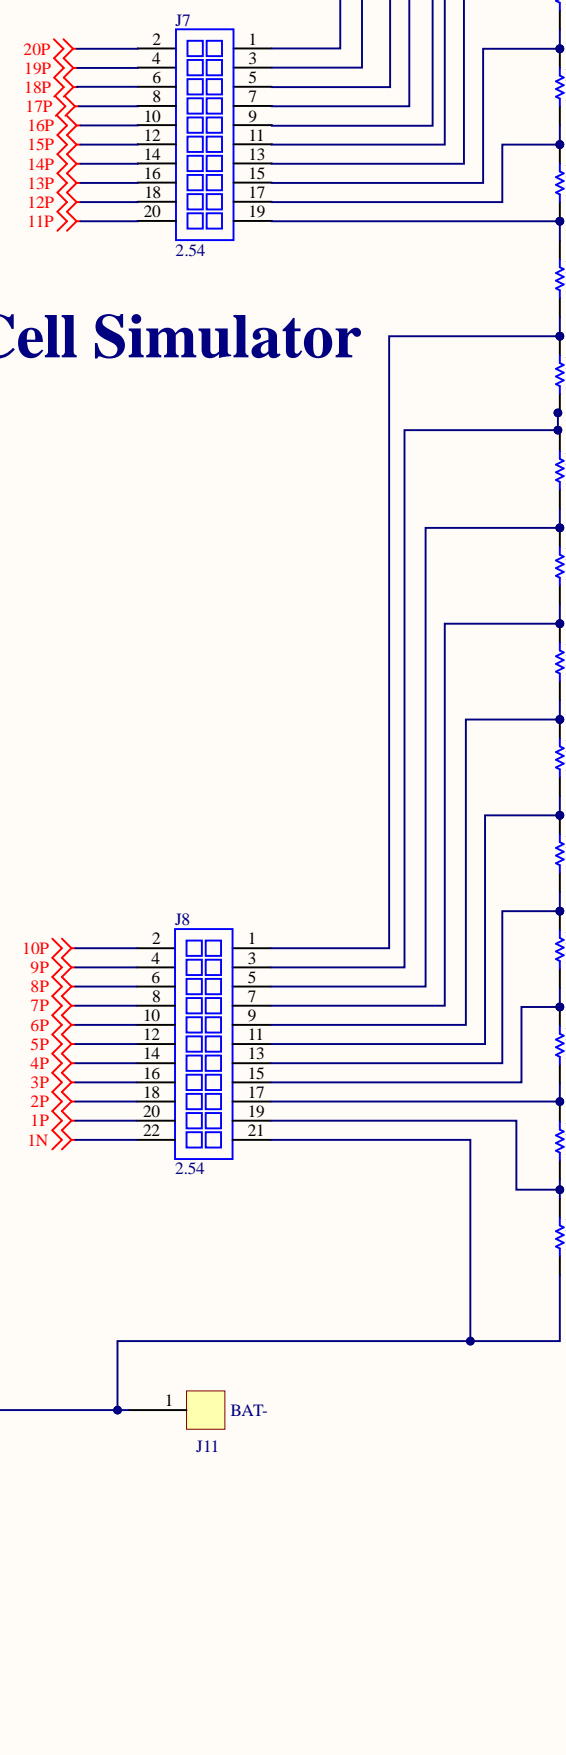 J7
20P 2 1
19P 4 3
18P 6 5
17P 8 7
16P 10 9
15P 12 11
14P 14 13
13P 16 15
12P 18 17
11P 20 19
2.54
Cell Simulator
J8
10P 2 1
9P 4 3
8P 6 5
7P 8 7
6P 10 9
5P 12 11
4P 14 13
3P 16 15
2P 18 17
1P 20 19
1N 22 21
2.54
1 BAT-
J11